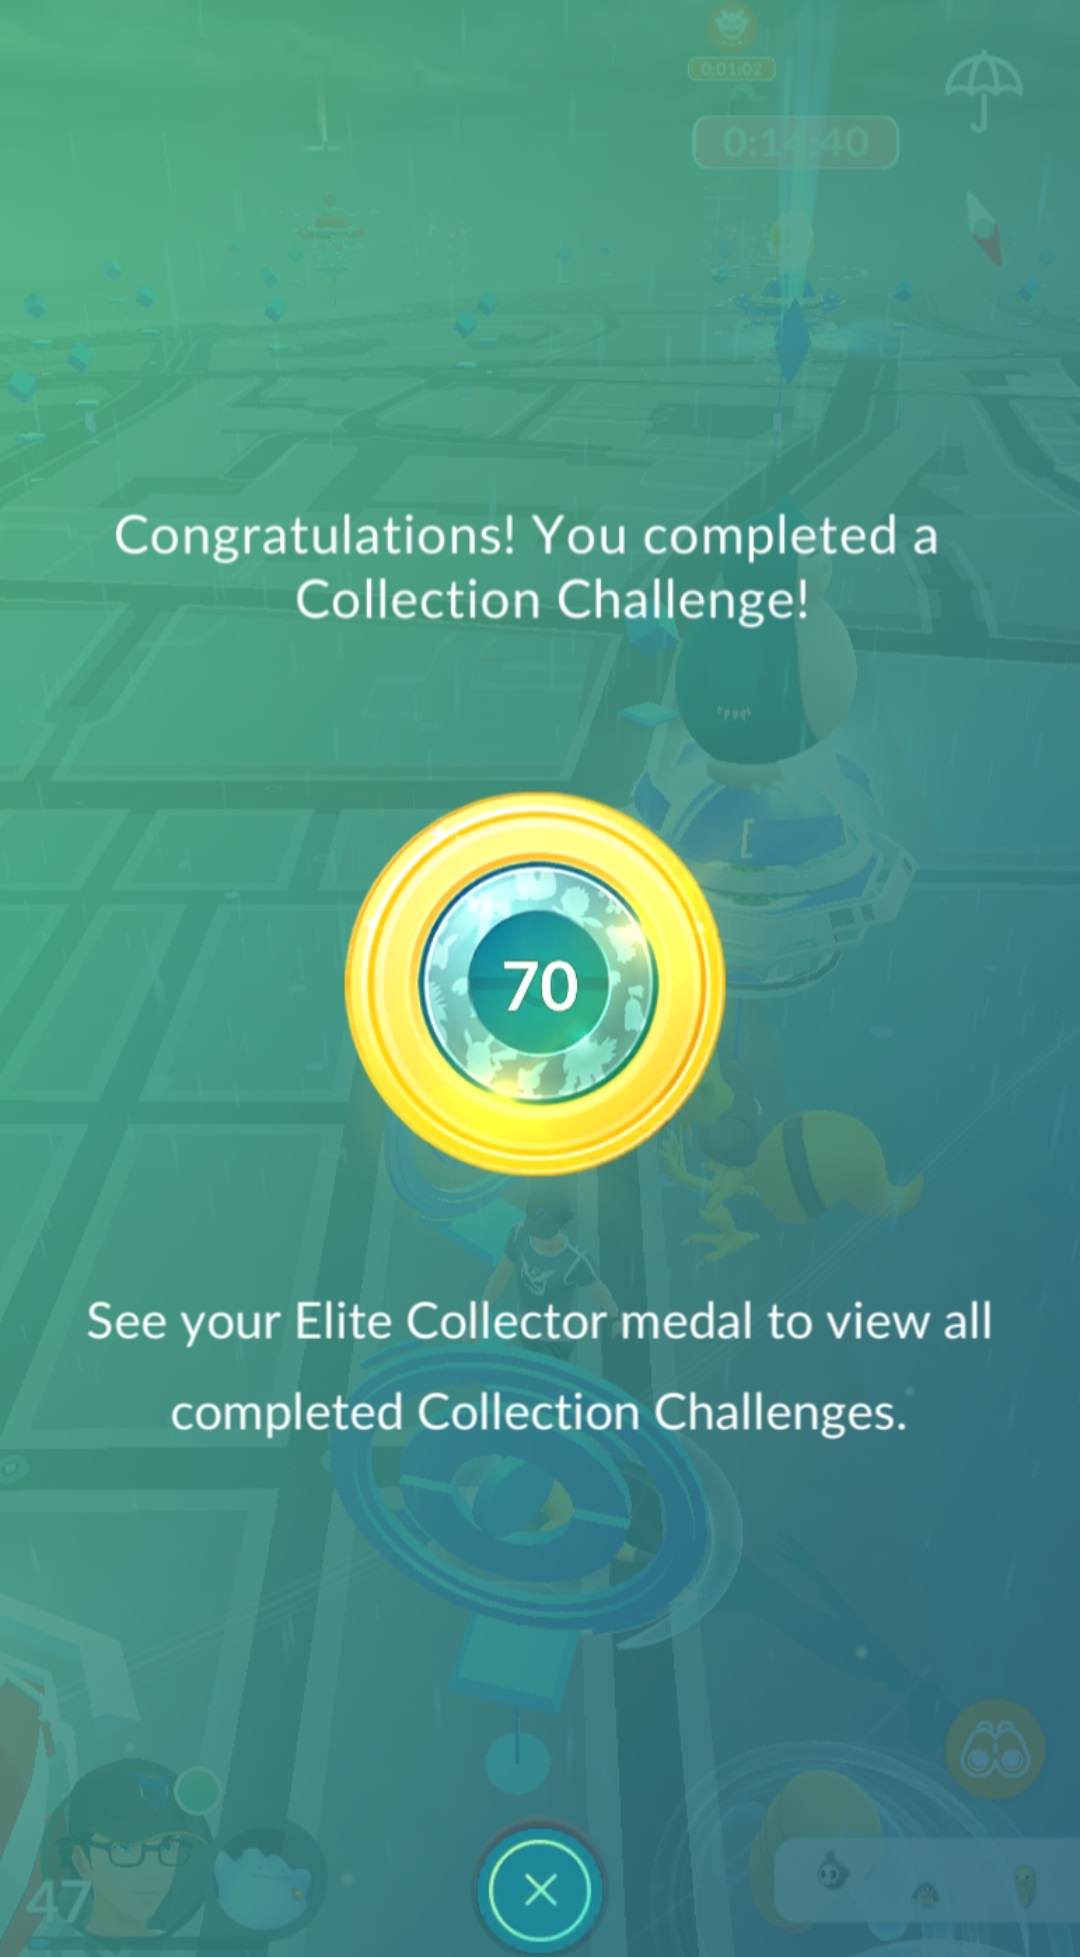 0:01:02
0:14:40
Congratulations! You completed a
Collection Challenge!
70
See your Elite Collector medal to view all
completed Collection Challenges.
47